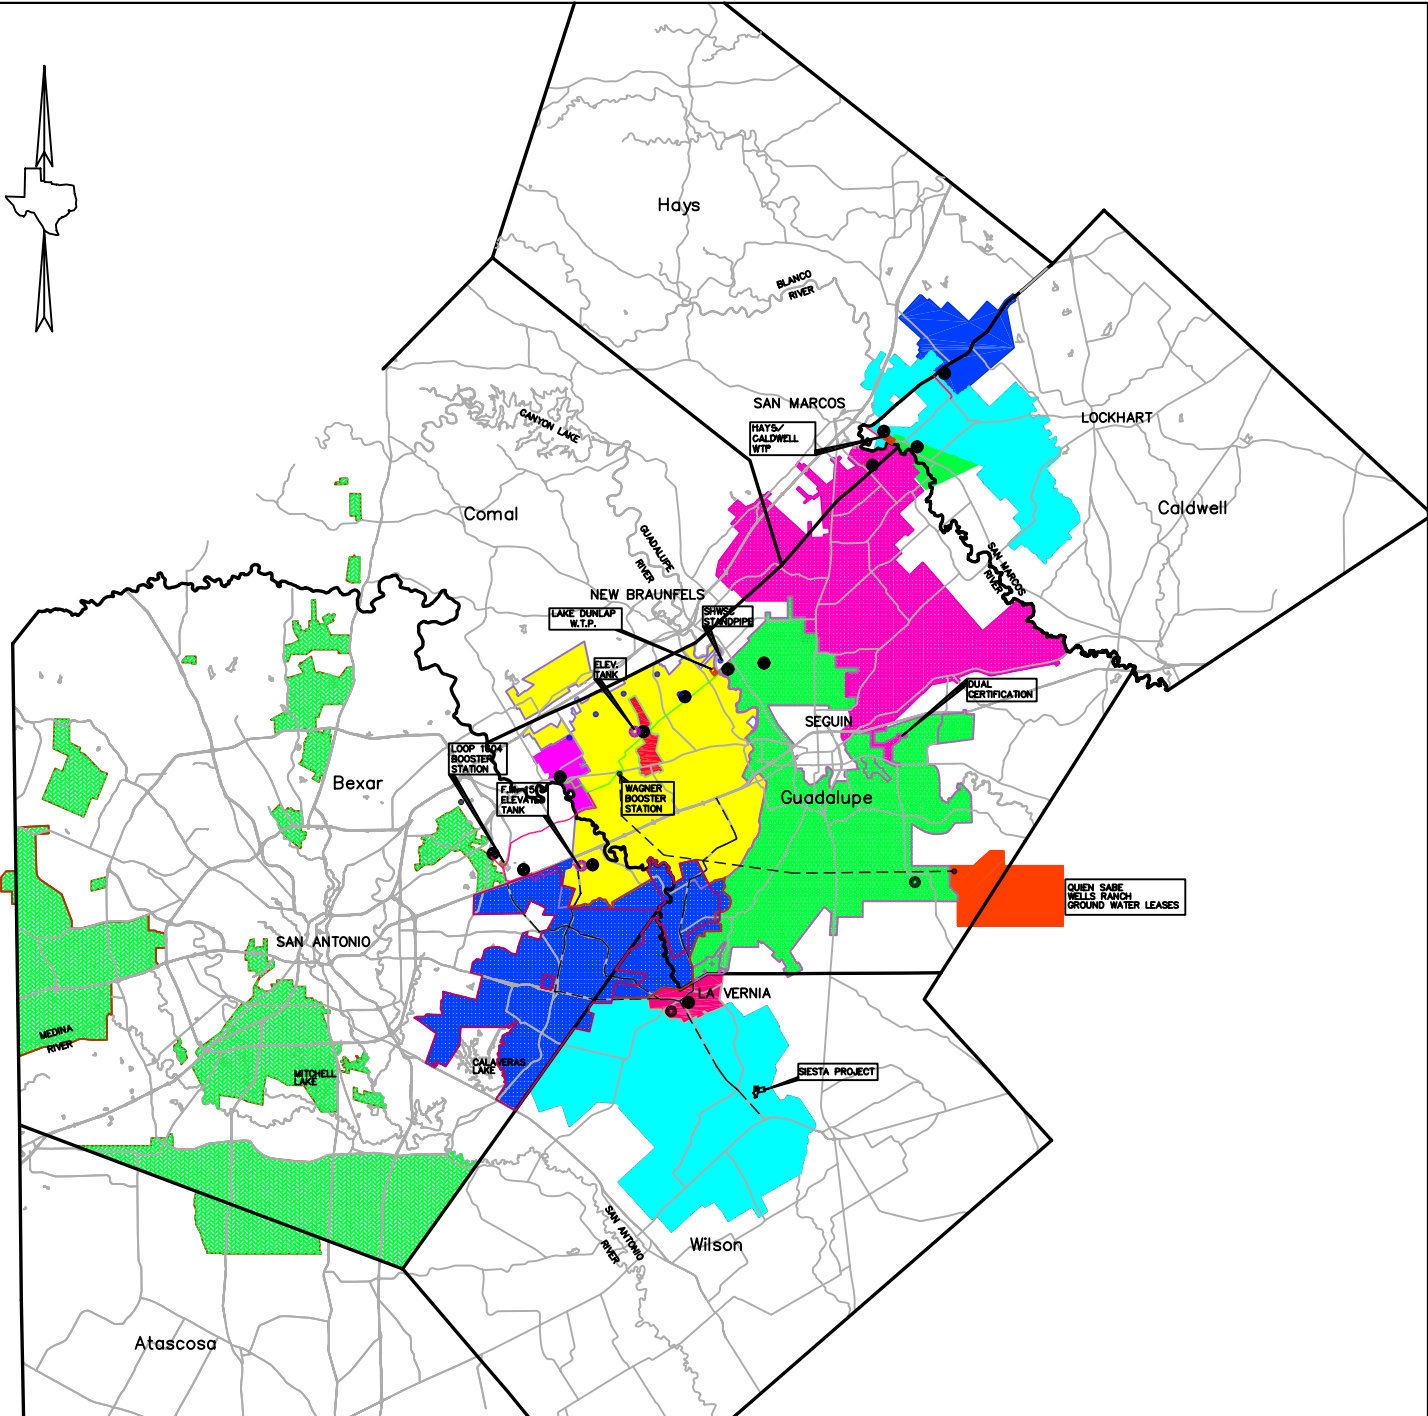 Hays
BLANCO
RIVER
SAN MARCOS
LOCKHART
HAYS/
CALDWELL
WTP
CANYON LAKE
Comal
Caldwell
GUADALUPE
RIVER
SAN MARCOS
RIVER
NEW BRAUNFELS
LAKE DUNLAP
W.T.P.
SHWSC
STANDPIPE
ELEV.
TANK
DUAL
CERTIFICATION
SEGUIN
LOOP 1604
BOOSTER
STATION
Bexar
F.M. 1518
ELEVATED
TANK
WAGNER
BOOSTER
STATION
Guadalupe
QUIEN SABE
WELLS RANCH
GROUND WATER LEASES
SAN ANTONIO
LA VERNIA
MEDINA
RIVER
MITCHELL
LAKE
CALAVERAS
LAKE
SIESTA PROJECT
SAN ANTONIO
RIVER
Wilson
Atascosa